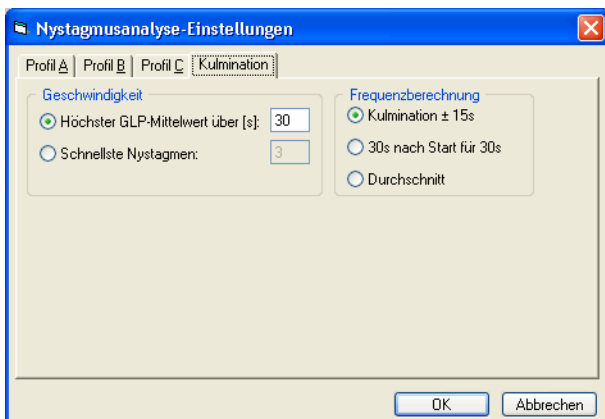 Nystagmusanalyse-Einstellungen
Profil A Profil B Profil C Kulmination
Geschwindigkeit
Höchster GLP-Mittelwert über [s]: 30
Schnellste Nystagmen: 3
Frequenzberechnung
Kulmination ± 15s
30s nach Start für 30s
Durchschnitt
OK Abbrechen